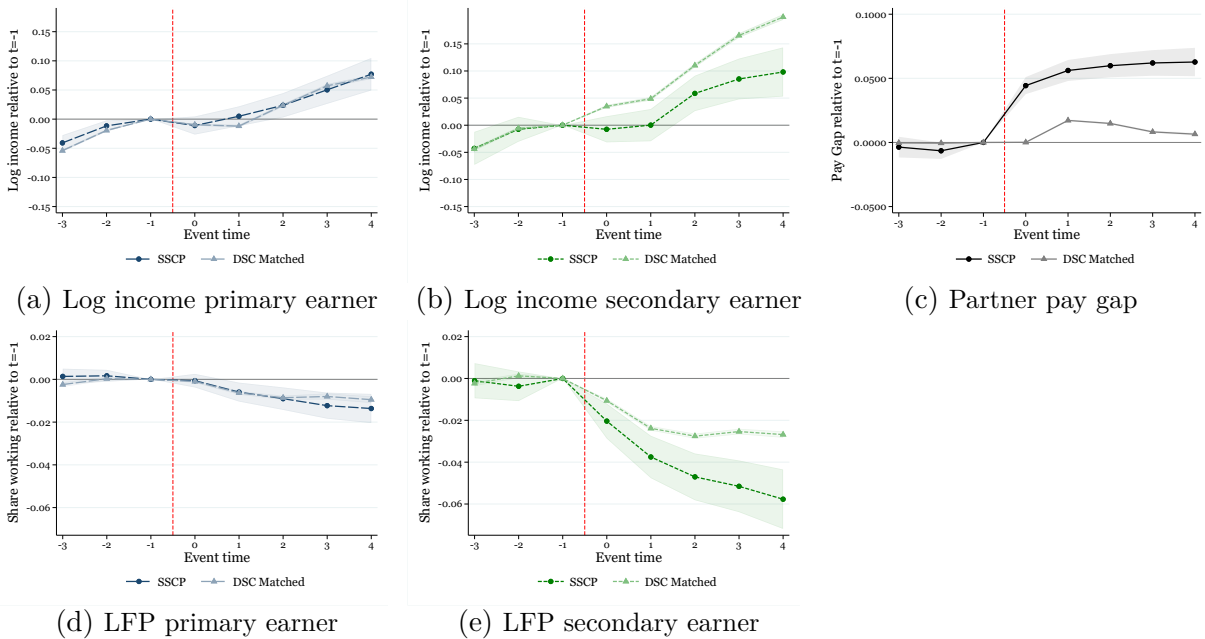 Log income relative to t=-1
0.15
0.10
0.05
0.00
-0.05
-0.10
-0.15
-3 -2 -1 0 1 2 3 4
Event time
SSCP DSC Matched
(a) Log income primary earner
Log income relative to t=-1
0.15
0.10
0.05
0.00
-0.05
-0.10
-0.15
-3 -2 -1 0 1 2 3 4
Event time
SSCP DSC Matched
(b) Log income secondary earner
Pay Gap relative to t=-1
0.1000
0.0500
0.0000
-0.0500
-3 -2 -1 0 1 2 3 4
Event time
SSCP DSC Matched
(c) Partner pay gap
Share working relative to t=-1
0.02
0.00
-0.02
-0.04
-0.06
-3 -2 -1 0 1 2 3 4
Event time
SSCP DSC Matched
(d) LFP primary earner
Share working relative to t=-1
0.02
0.00
-0.02
-0.04
-0.06
-3 -2 -1 0 1 2 3 4
Event time
SSCP DSC Matched
(e) LFP secondary earner